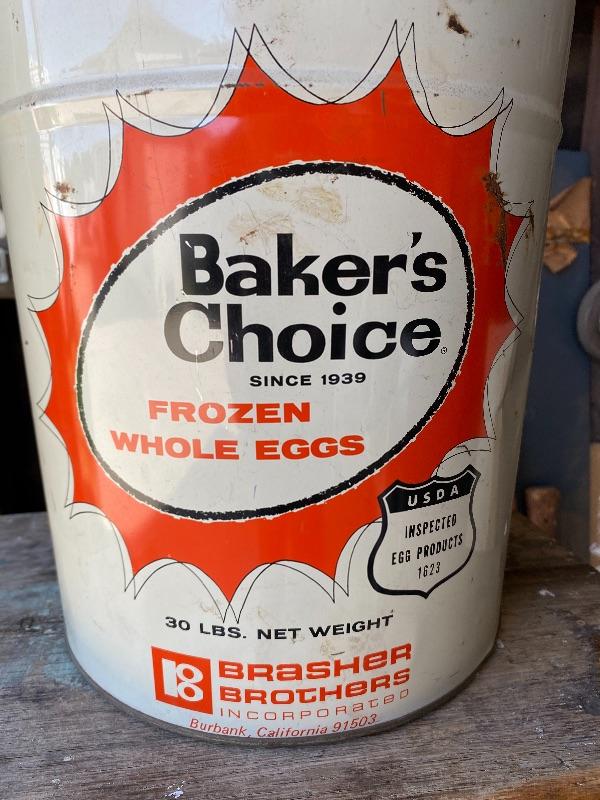 Baker's
Choice®
SINCE 1939
FROZEN
WHOLE EGGS
USDA
INSPECTED
EGG PRODUCTS
1623
30 LBS. NET WEIGHT
BRASHER
BROTHERS
INCORPORATED
Burbank, California 91503